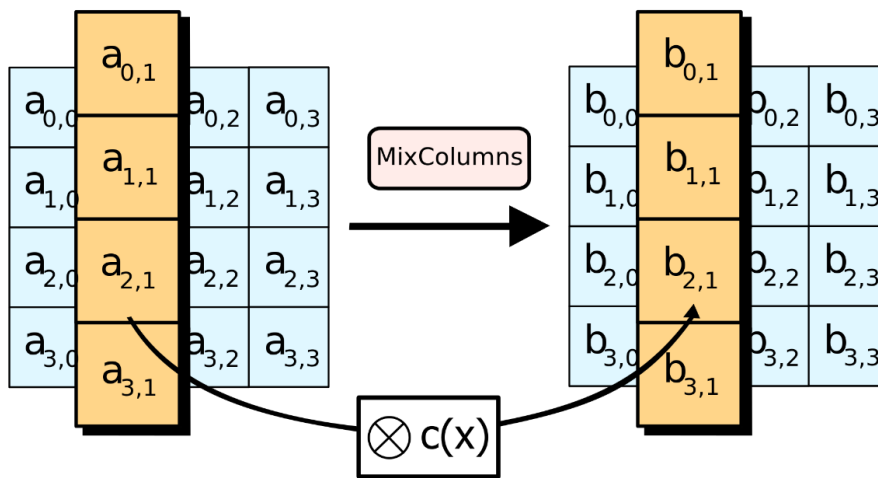 a0,0 a0,1 a0,2 a0,3
a1,0 a1,1 a1,2 a1,3
a2,0 a2,1 a2,2 a2,3
a3,0 a3,1 a3,2 a3,3
MixColumns
b0,0 b0,1 b0,2 b0,3
b1,0 b1,1 b1,2 b1,3
b2,0 b2,1 b2,2 b2,3
b3,0 b3,1 b3,2 b3,3
⊗ c(x)